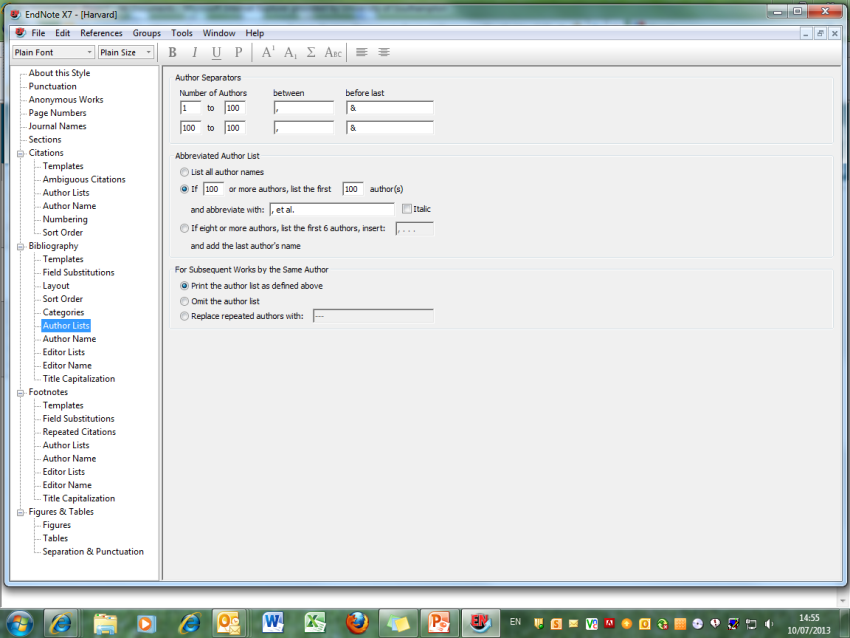 EndNote X7 - [Harvard]
File Edit References Groups Tools Window Help
Plain Font Plain Size B I U P A¹ A₁ Σ Abc
About this Style
Punctuation
Anonymous Works
Page Numbers
Journal Names
Sections
Citations
Templates
Ambiguous Citations
Author Lists
Author Name
Numbering
Sort Order
Bibliography
Templates
Field Substitutions
Layout
Sort Order
Categories
Author Lists
Author Name
Editor Lists
Editor Name
Title Capitalization
Footnotes
Templates
Field Substitutions
Repeated Citations
Author Lists
Author Name
Editor Lists
Editor Name
Title Capitalization
Figures & Tables
Figures
Tables
Separation & Punctuation
Author Separators
Number of Authors between before last
1 to 100 , &
100 to 100 , &
Abbreviated Author List
List all author names
If 100 or more authors, list the first 100 author(s)
and abbreviate with: , et al. Italic
If eight or more authors, list the first 6 authors, insert: , . . .
and add the last author's name
For Subsequent Works by the Same Author
Print the author list as defined above
Omit the author list
Replace repeated authors with: ---
EN 14:55
10/07/2013